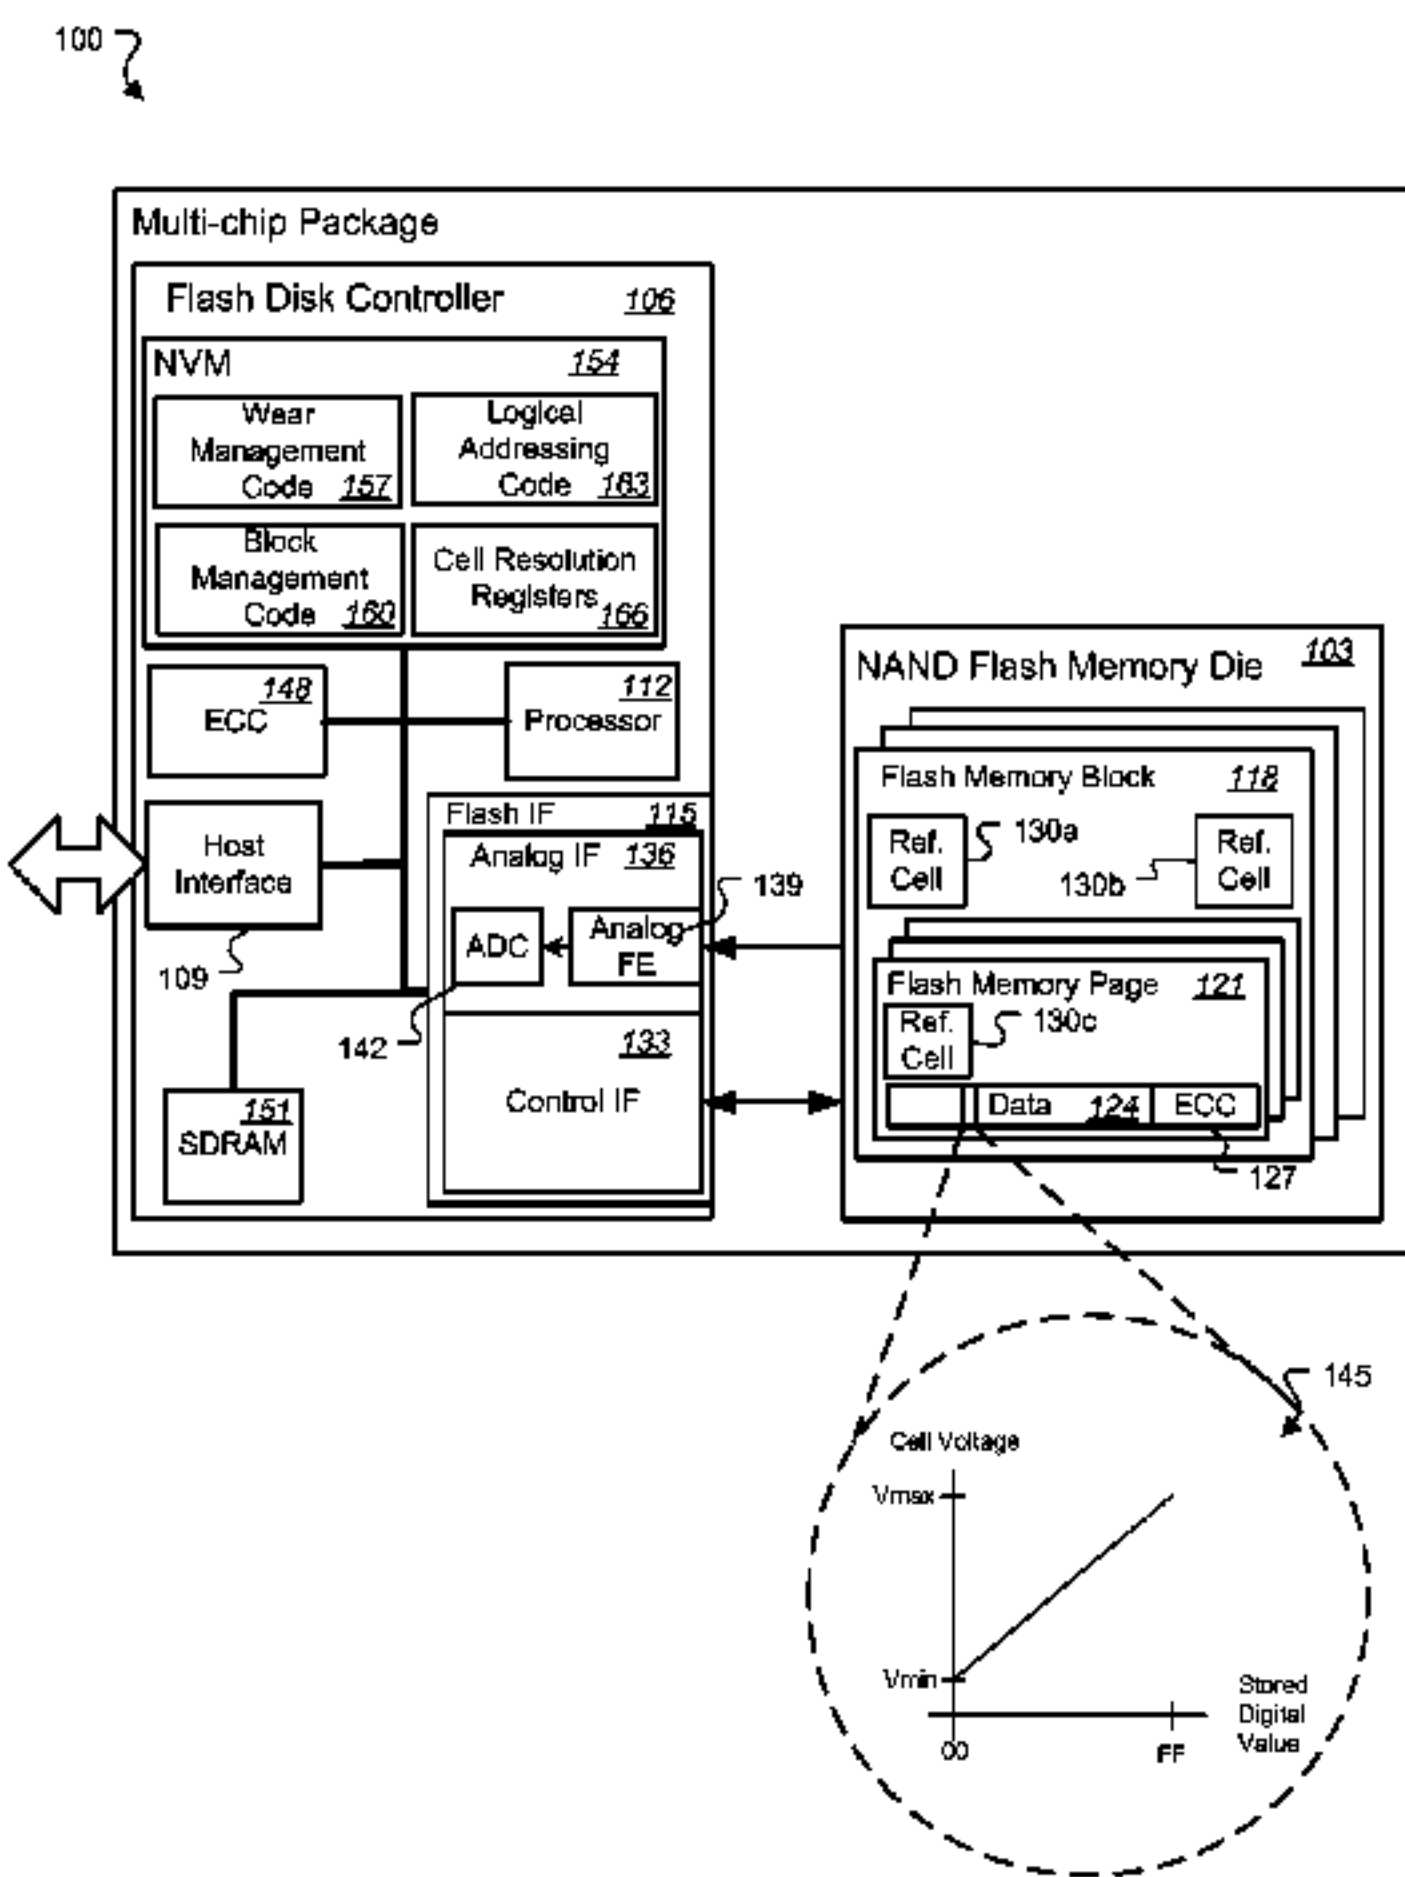 100
Multi-chip Package
Flash Disk Controller 106
NVM 154
Wear
Management
Code 157
Logical
Addressing
Code 163
Block
Management
Code 160
Cell Resolution
Registers 166
148
ECC
112
Processor
Host
Interface
109
Flash IF 115
Analog IF 136
ADC
Analog
FE
139
142
133
Control IF
151
SDRAM
NAND Flash Memory Die 103
Flash Memory Block 118
Ref.
Cell
130a
130b
Ref.
Cell
Flash Memory Page 121
Ref.
Cell
130c
Data 124 ECC
127
145
Cell Voltage
Vmax
Vmin
00
FF
Stored
Digital
Value